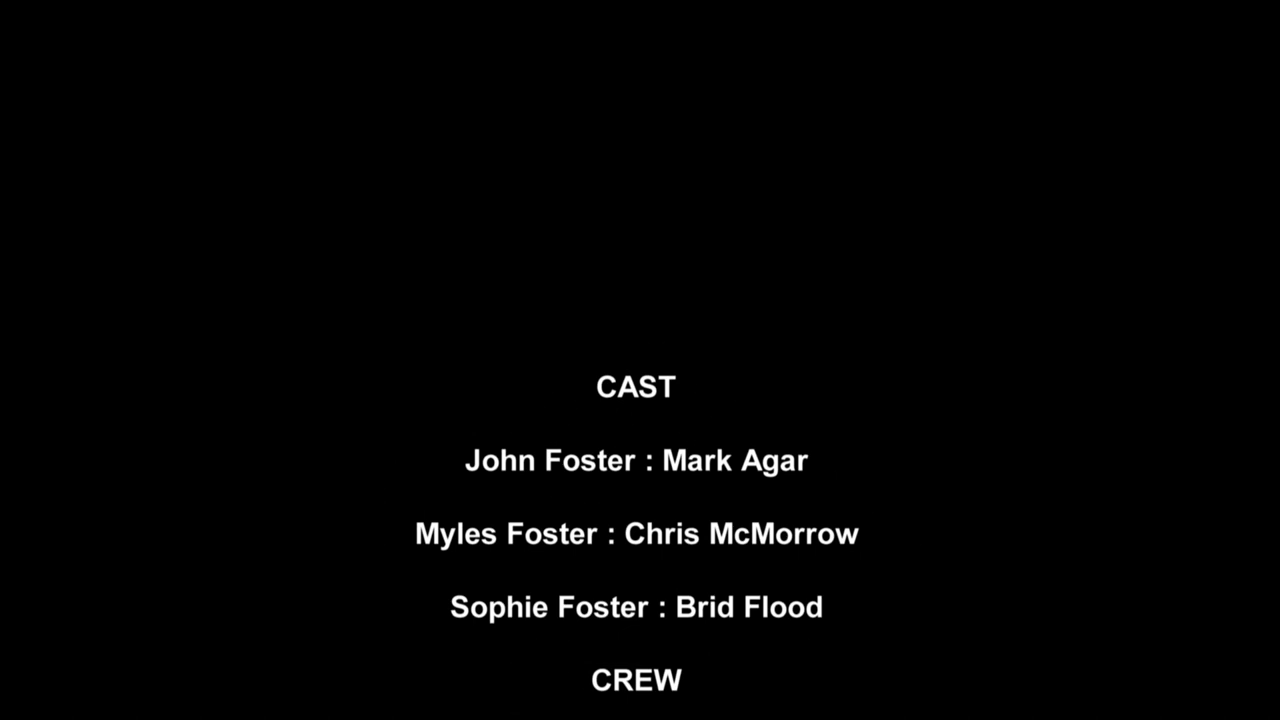 CAST
John Foster : Mark Agar
Myles Foster : Chris McMorrow
Sophie Foster : Brid Flood
CREW